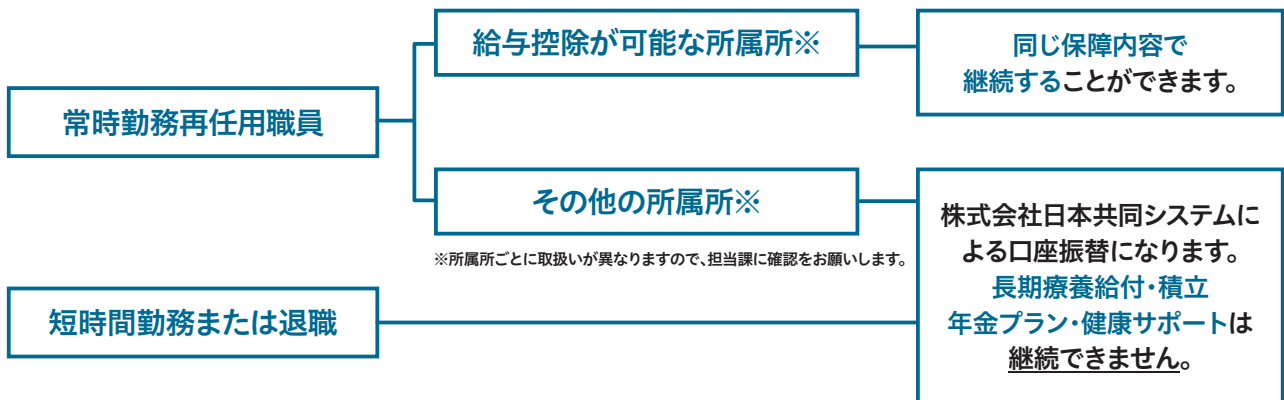 給与控除が可能な所属所※
同じ保障内容で
継続することができます。
常時勤務再任用職員
その他の所属所※
※所属所ごとに取扱いが異なりますので、担当課に確認をお願いします。
株式会社日本共同システムに
よる口座振替になります。
長期療養給付・積立
年金プラン・健康サポートは
継続できません。
短時間勤務または退職